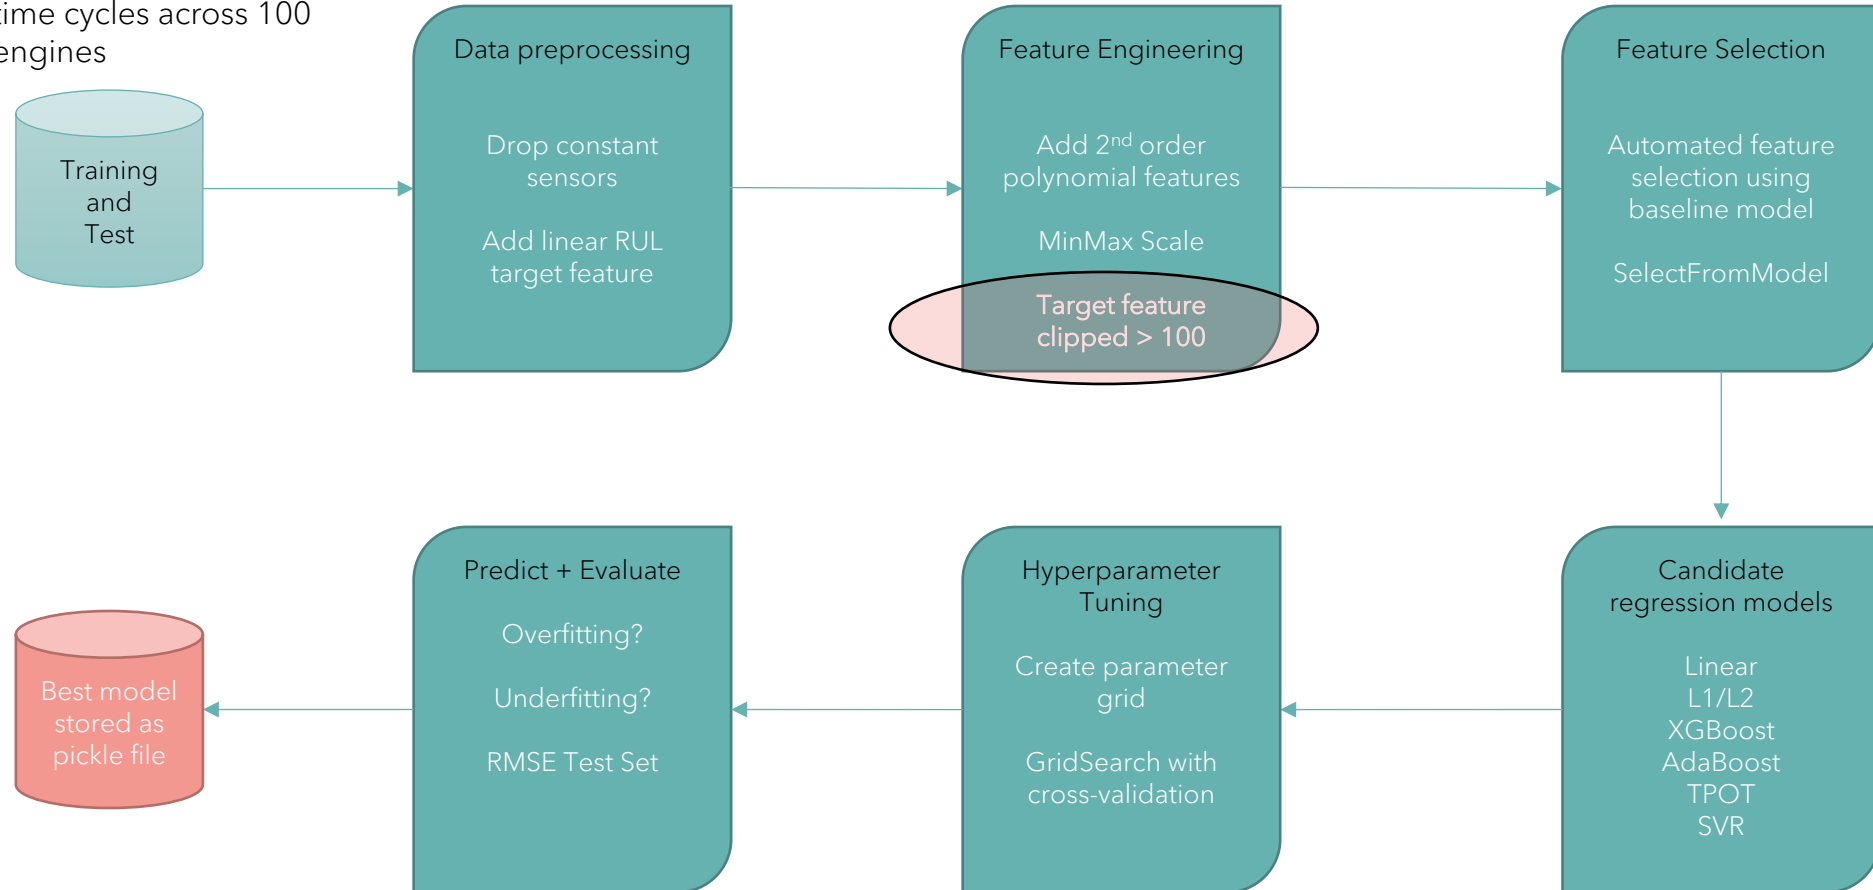 time cycles across 100
engines
Training
and
Test
Data preprocessing
Drop constant
sensors
Add linear RUL
target feature
Feature Engineering
Add 2nd order
polynomial features
MinMax Scale
Target feature
clipped > 100
Feature Selection
Automated feature
selection using
baseline model
SelectFromModel
Candidate
regression models
Linear
L1/L2
XGBoost
AdaBoost
TPOT
SVR
Hyperparameter
Tuning
Create parameter
grid
GridSearch with
cross-validation
Predict + Evaluate
Overfitting?
Underfitting?
RMSE Test Set
Best model
stored as
pickle file